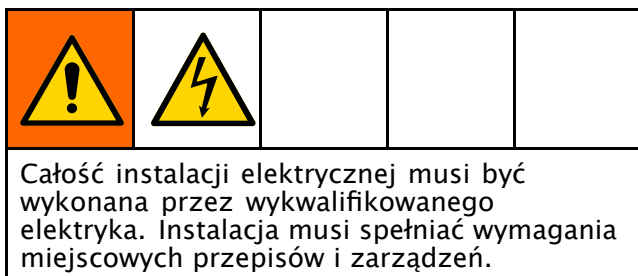 Całość instalacji elektrycznej musi być
wykonana przez wykwalifikowanego
elektryka. Instalacja musi spełniać wymagania
miejscowych przepisów i zarządzeń.